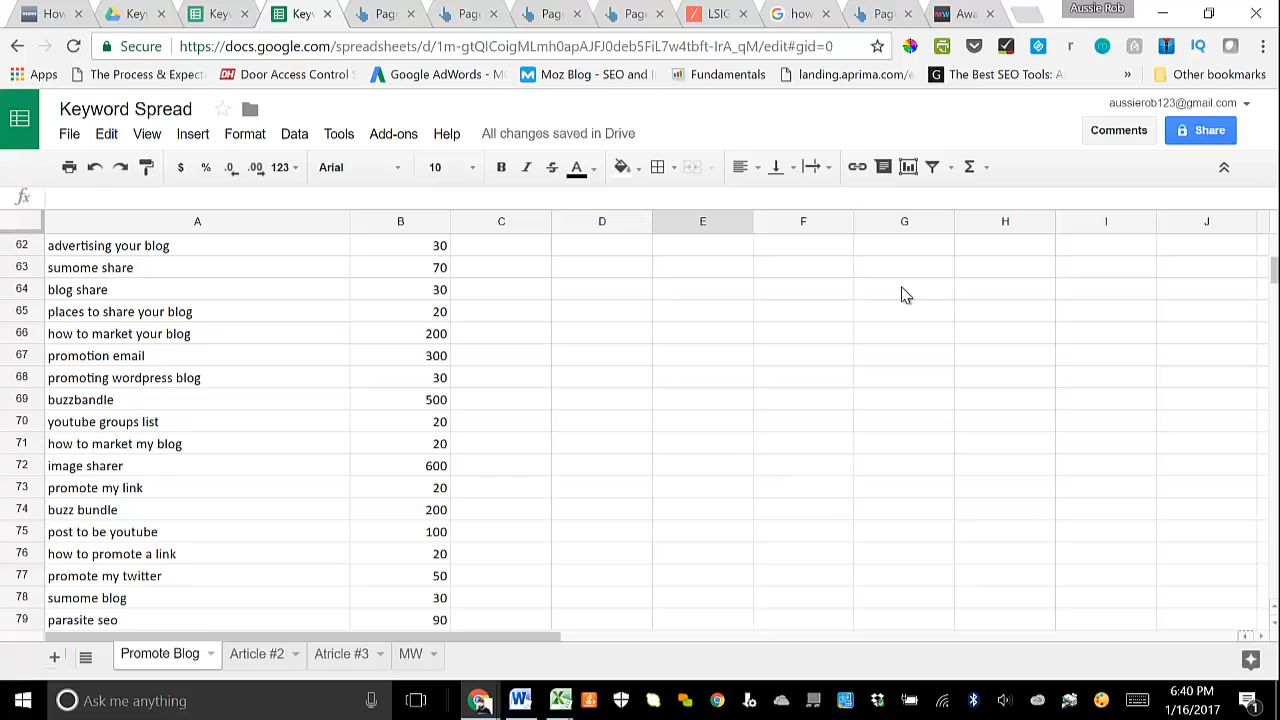 How
Keyw
Key
Key
Pag
Pag
Pag
Pag
LSIC
how
Pag
Awa
Aussie Rob
Secure
https://docs.google.com/spreadsheets/d/1m-gtQICoigMLmh0apAJFJ0deb5FiL7w4tbft-IrA_qM/edit#gid=0
Apps
The Process & Expect
Door Access Control
Google AdWords - M
Moz Blog - SEO and I
Fundamentals
landing.aprima.com/e
The Best SEO Tools: A
»
Other bookmarks
Keyword Spread
aussierob123@gmail.com
File Edit View Insert Format Data Tools Add-ons Help All changes saved in Drive
Comments
Share
$ % .0 .00 123 Arial 10 B I S A Σ
fx
A B C D E F G H I J
62 advertising your blog 30
63 sumome share 70
64 blog share 30
65 places to share your blog 20
66 how to market your blog 200
67 promotion email 300
68 promoting wordpress blog 30
69 buzzbandle 500
70 youtube groups list 20
71 how to market my blog 20
72 image sharer 600
73 promote my link 20
74 buzz bundle 200
75 post to be youtube 100
76 how to promote a link 20
77 promote my twitter 50
78 sumome blog 30
79 parasite seo 90
+ Promote Blog Article #2 Atricle #3 MW
Ask me anything
6:40 PM
1/16/2017